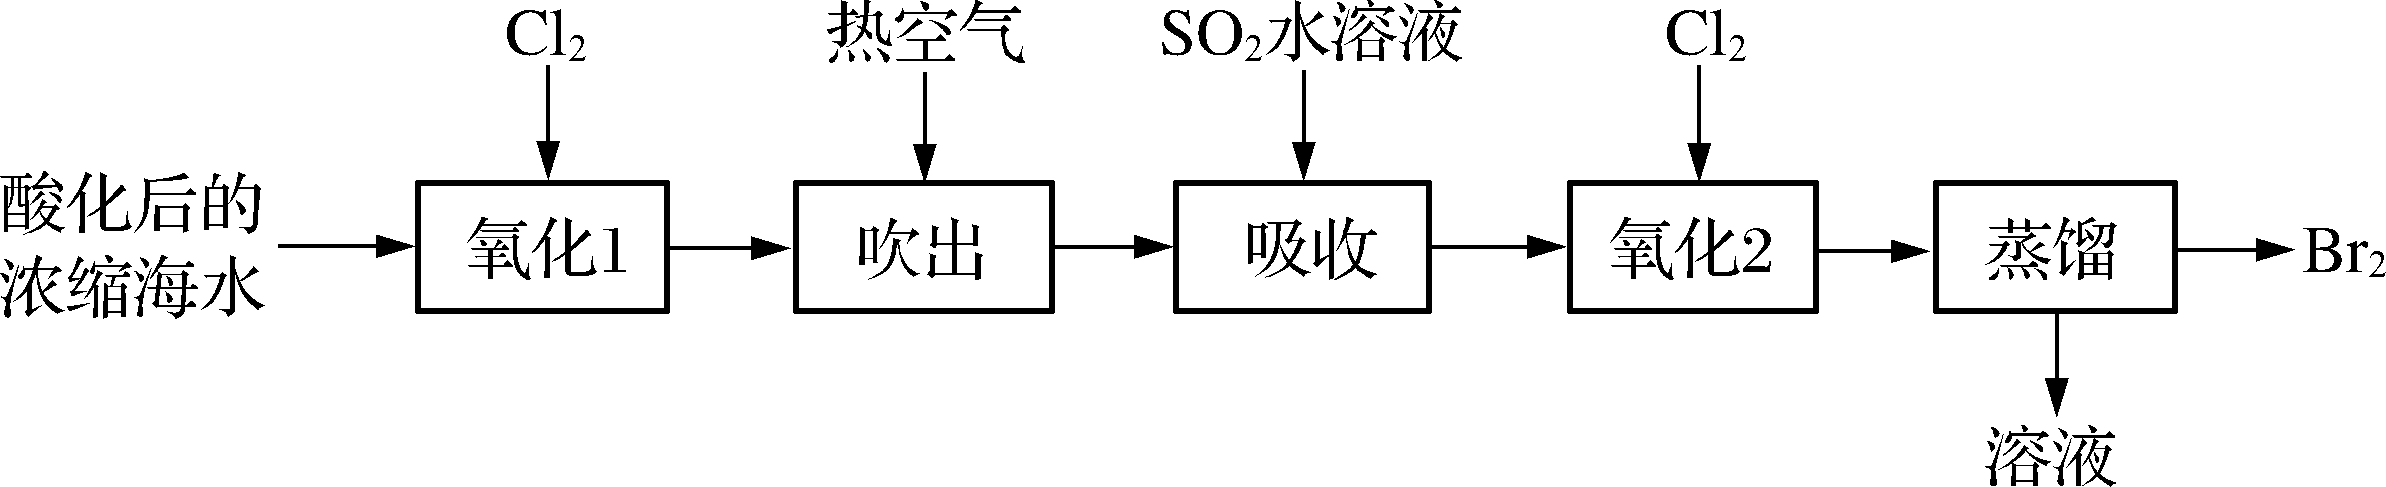 Cl₂
热空气
SO₂水溶液
Cl₂
酸化后的
浓缩海水
氧化1
吹出
吸收
氧化2
蒸馏
Br₂
溶液